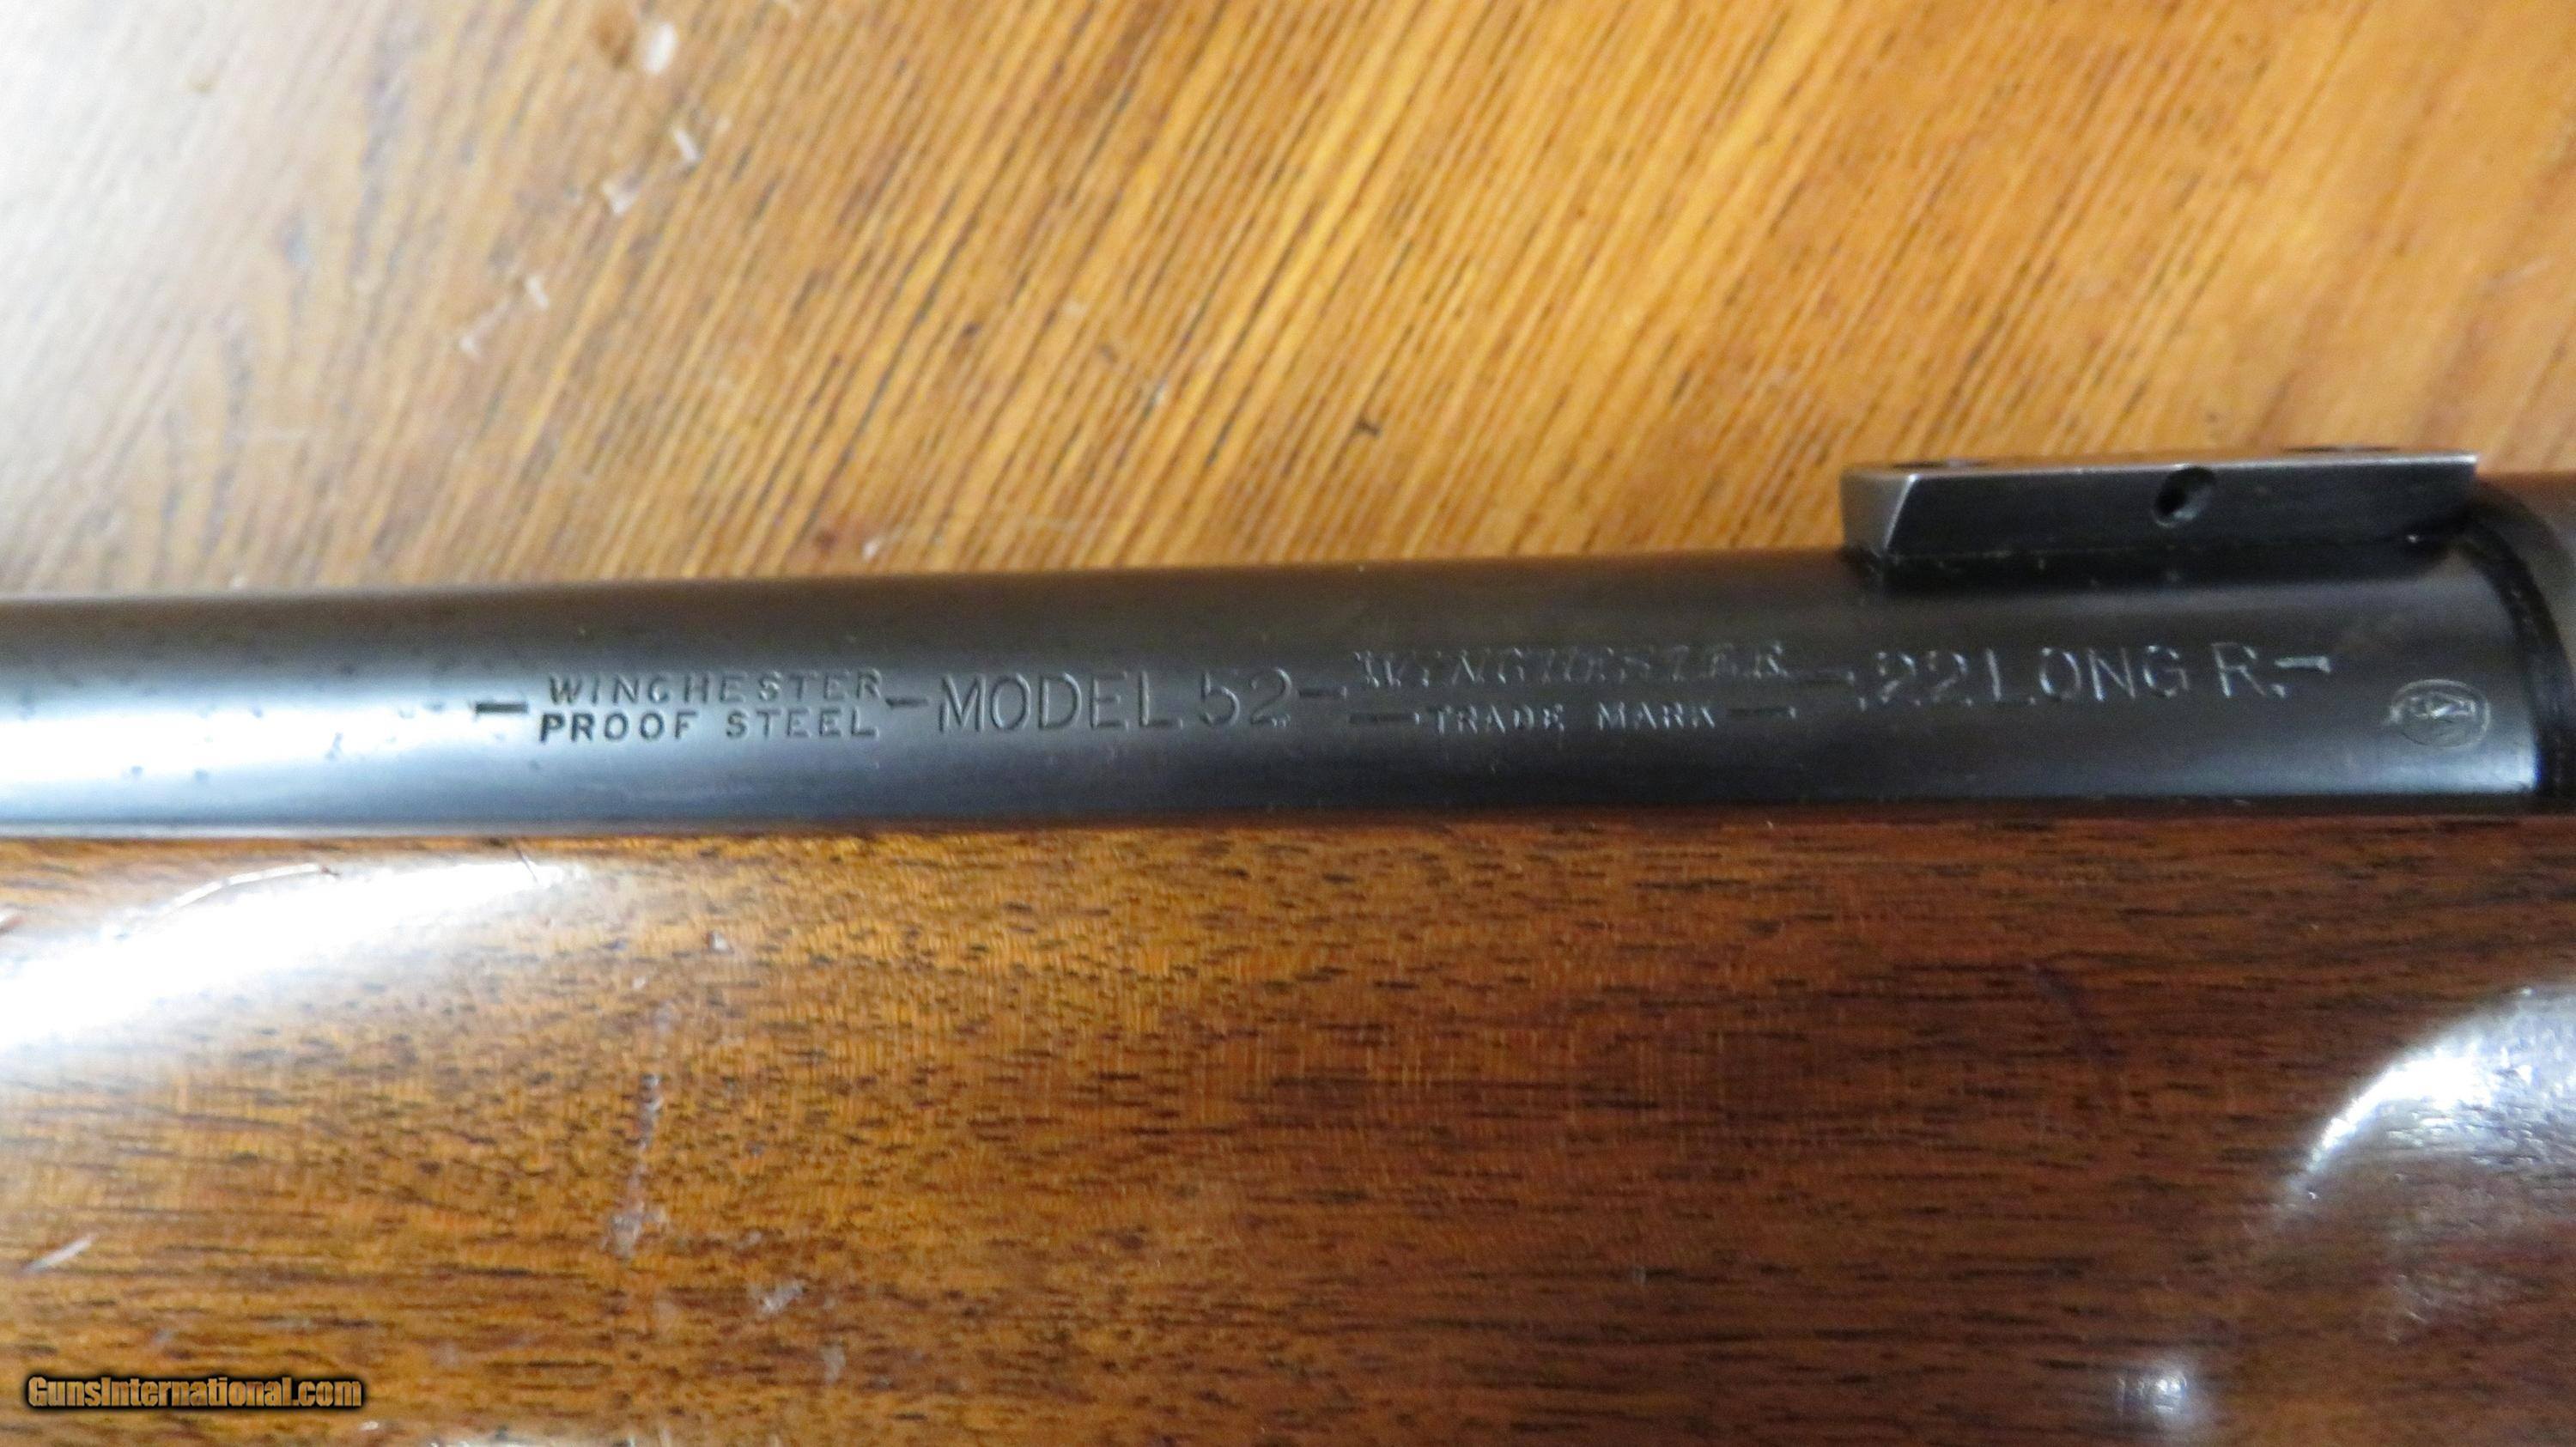 WINCHESTER
PROOF STEEL
-MODEL 52-
WINCHESTER
-TRADE MARK-
-.22 LONG R.-
GunsInternational.com